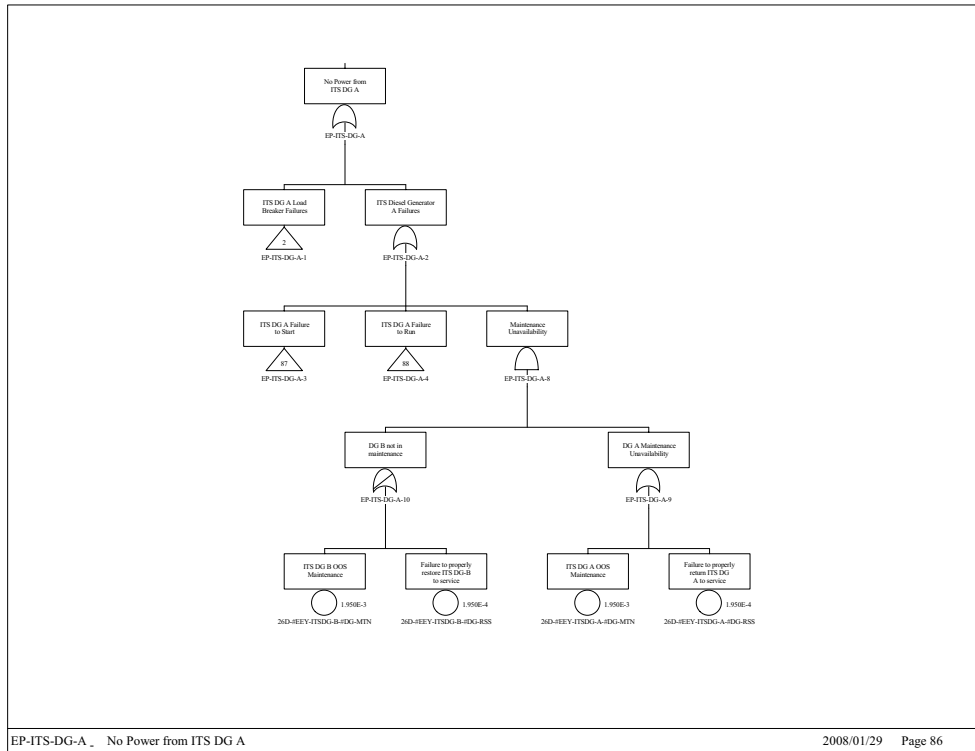 No Power from
ITS DG A
EP-ITS-DG-A
ITS DG A Load
Breaker Failures
2
EP-ITS-DG-A-1
ITS Diesel Generator
A Failures
EP-ITS-DG-A-2
ITS DG A Failure
to Start
87
EP-ITS-DG-A-3
ITS DG A Failure
to Run
88
EP-ITS-DG-A-4
Maintenance
Unavailability
EP-ITS-DG-A-8
DG B not in
maintenance
EP-ITS-DG-A-10
DG A Maintenance
Unavailability
EP-ITS-DG-A-9
ITS DG B OOS
Maintenance
1.950E-3
26D-#EEY-ITSDG-B-#DG-MTN
Failure to properly
restore ITS DG-B
to service
1.950E-4
26D-#EEY-ITSDG-B-#DG-RSS
ITS DG A OOS
Maintenance
1.950E-3
26D-#EEY-ITSDG-A-#DG-MTN
Failure to properly
return ITS DG
A to service
1.950E-4
26D-#EEY-ITSDG-A-#DG-RSS
EP-ITS-DG-A _ No Power from ITS DG A
2008/01/29 Page 86